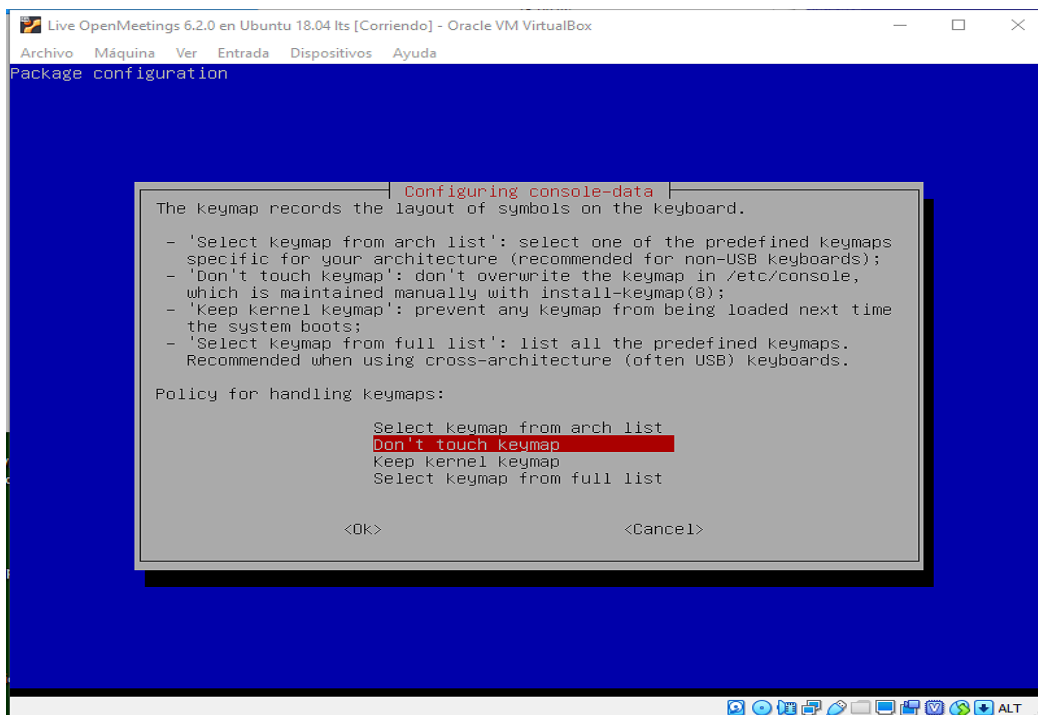 Live OpenMeetings 6.2.0 en Ubuntu 18.04 lts [Corriendo] - Oracle VM VirtualBox
Archivo Máquina Ver Entrada Dispositivos Ayuda
Package configuration
Configuring console-data
The keymap records the layout of symbols on the keyboard.
- 'Select keymap from arch list': select one of the predefined keymaps
specific for your architecture (recommended for non-USB keyboards);
- 'Don't touch keymap': don't overwrite the keymap in /etc/console,
which is maintained manually with install-keymap(8);
- 'Keep kernel keymap': prevent any keymap from being loaded next time
the system boots;
- 'Select keymap from full list': list all the predefined keymaps.
Recommended when using cross-architecture (often USB) keyboards.
Policy for handling keymaps:
Select keymap from arch list
Don't touch keymap
Keep kernel keymap
Select keymap from full list
<Ok> <Cancel>
ALT